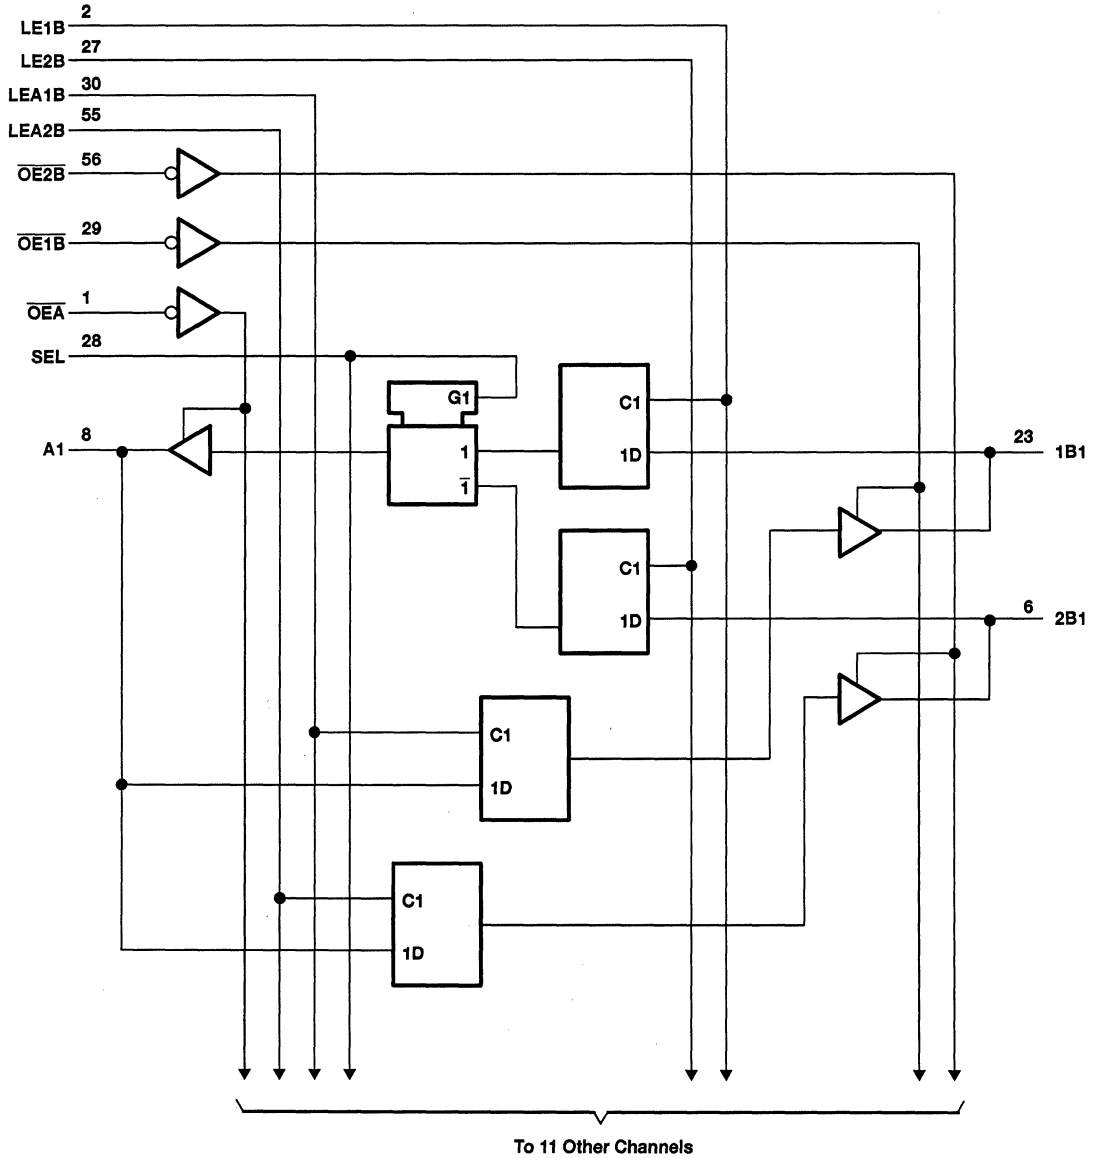 LE1B 2
LE2B 27
LEA1B 30
LEA2B 55
OE2B 56
OE1B 29
OEA 1
SEL 28
G1
C1
A1 8
1
1D
23 1B1
1
C1
1D
6 2B1
C1
1D
C1
1D
To 11 Other Channels